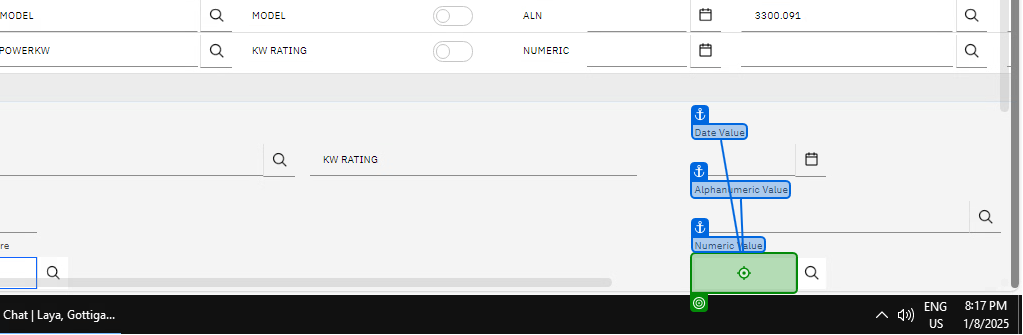 MODEL MODEL ALN 3300.091
POWERKW KW RATING NUMERIC
Date Value
KW RATING
Alphanumeric Value
Numeric Value
re
Chat | Laya, Gottiga...
ENG 8:17 PM
US 1/8/2025